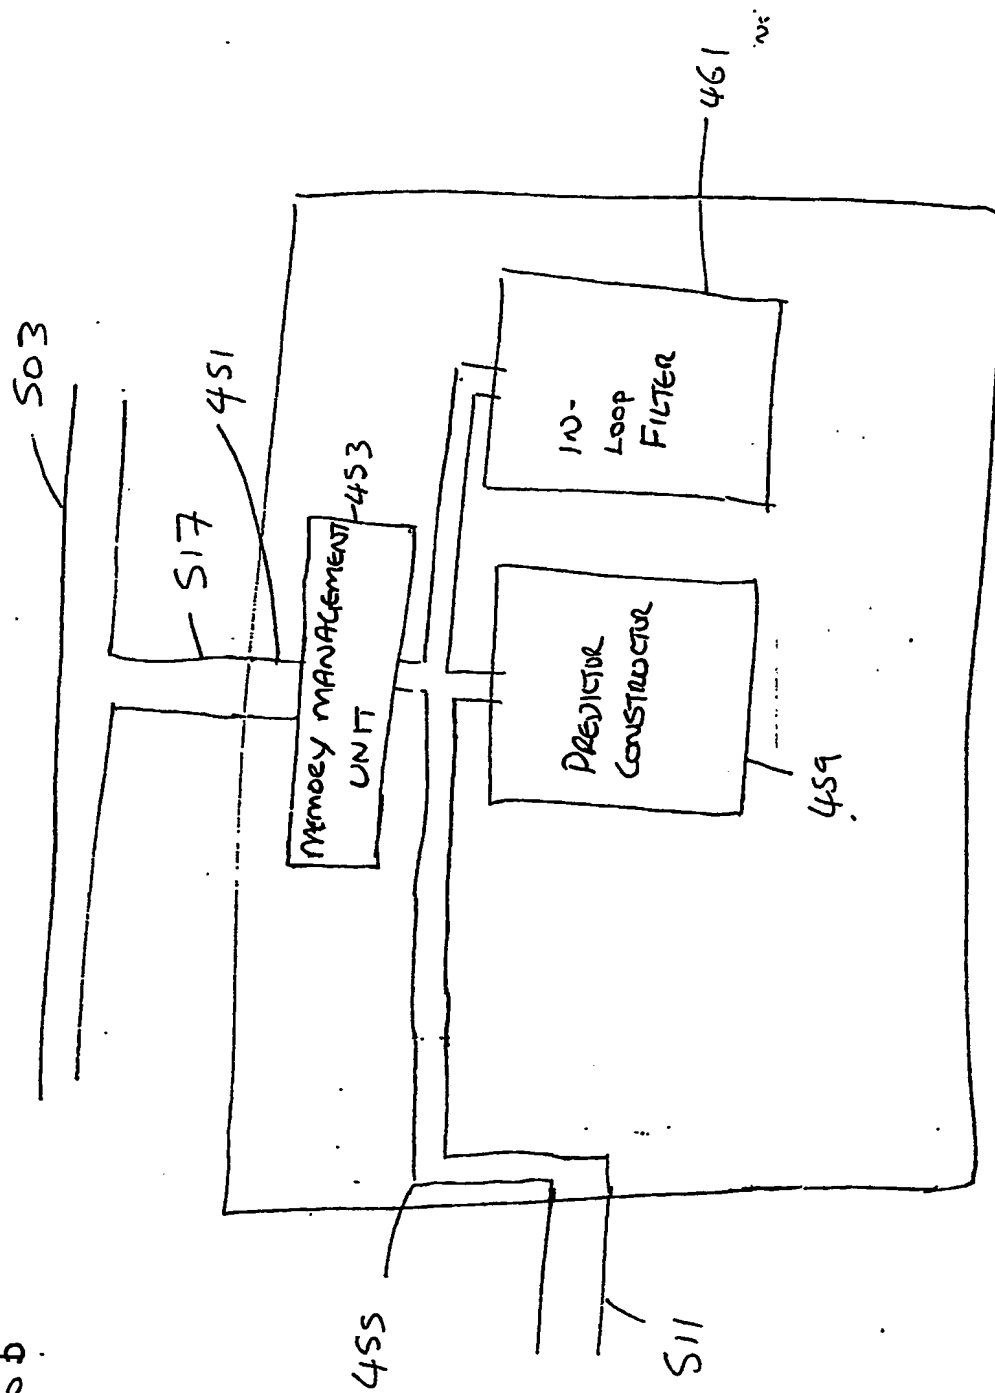 503
517
451
MEMORY MANAGEMENT
UNIT
453
455
511
PREDICTOR
CONSTRUCTOR
459
IN-
LOOP
FILTER
461